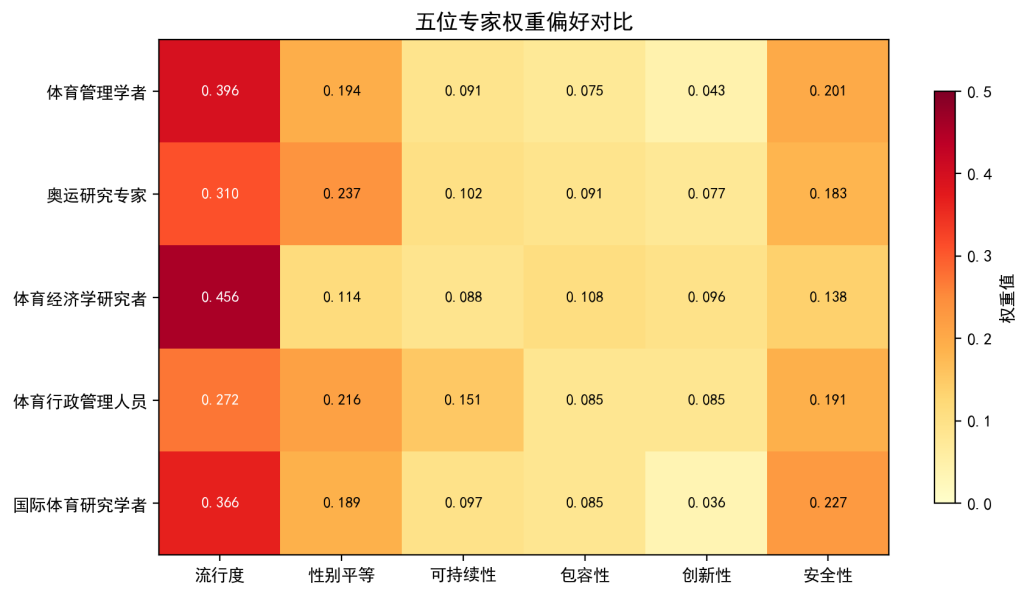 五位专家权重偏好对比
体育管理学者 0.396 0.194 0.091 0.075 0.043 0.201
奥运研究专家 0.310 0.237 0.102 0.091 0.077 0.183
体育经济学研究者 0.456 0.114 0.088 0.108 0.096 0.138
体育行政管理人员 0.272 0.216 0.151 0.085 0.085 0.191
国际体育研究学者 0.366 0.189 0.097 0.085 0.036 0.227
流行度 性别平等 可持续性 包容性 创新性 安全性
0.5
0.4
0.3
0.2
0.1
0.0
权重值